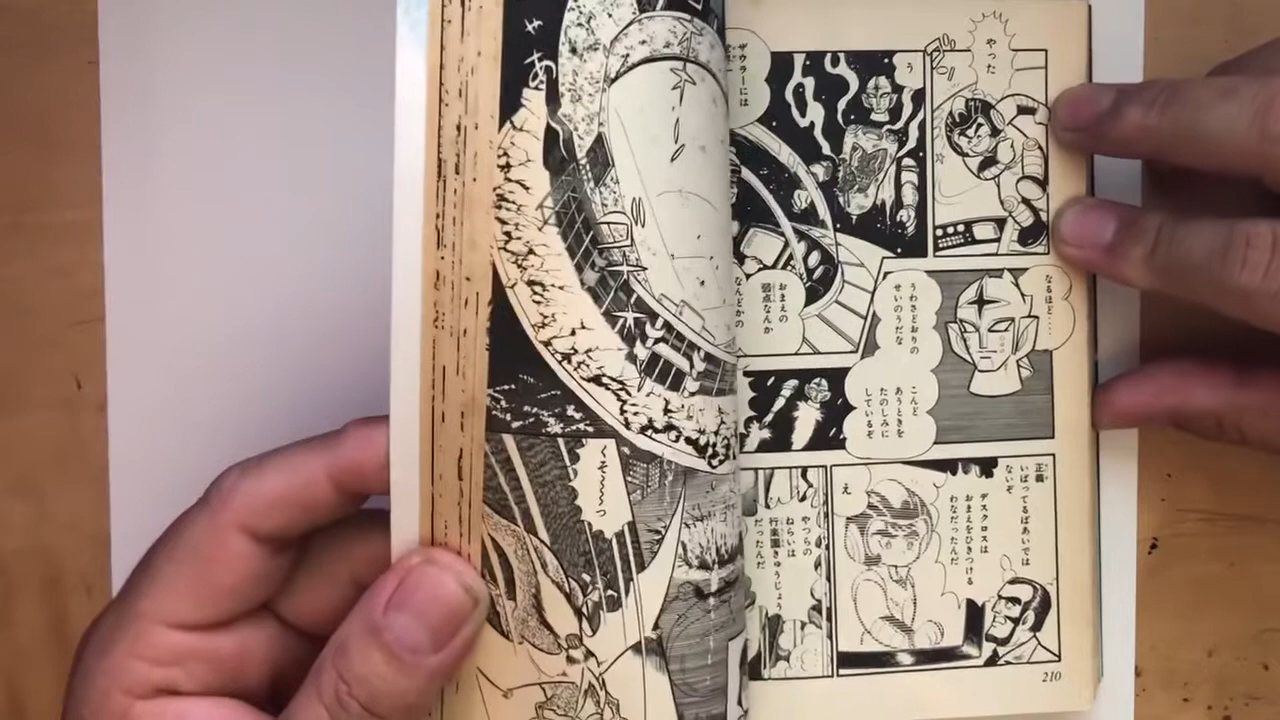 やった
う
ザウラーには
なるほど‥‥
うわさどおりの
せいのうだな
こんど
あうときを
たのしみに
しているぞ
おまえの
弱点なんか
なんどかの
正義
いばってるばあいでは
ないぞ
デスクロスは
おまえをひきつける
わなだったんだ
え
やつらの
ねらいは
行楽園きゅうじょう
だったんだ
210
くそ〜〜〜っ